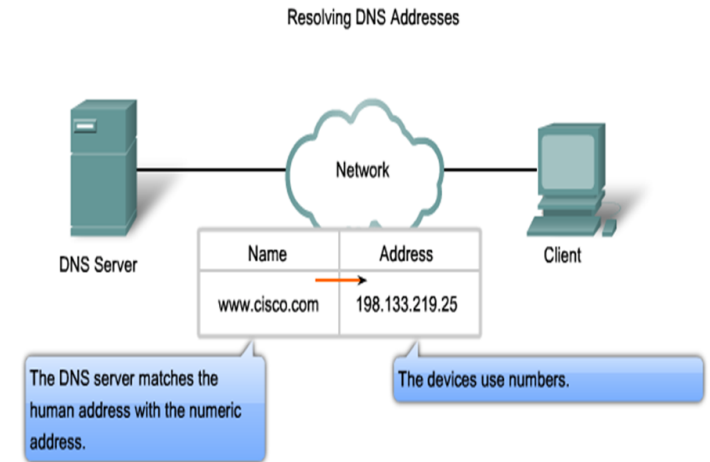 Resolving DNS Addresses
Network
DNS Server
Client
Name Address
www.cisco.com 198.133.219.25
The DNS server matches the
human address with the numeric
address.
The devices use numbers.